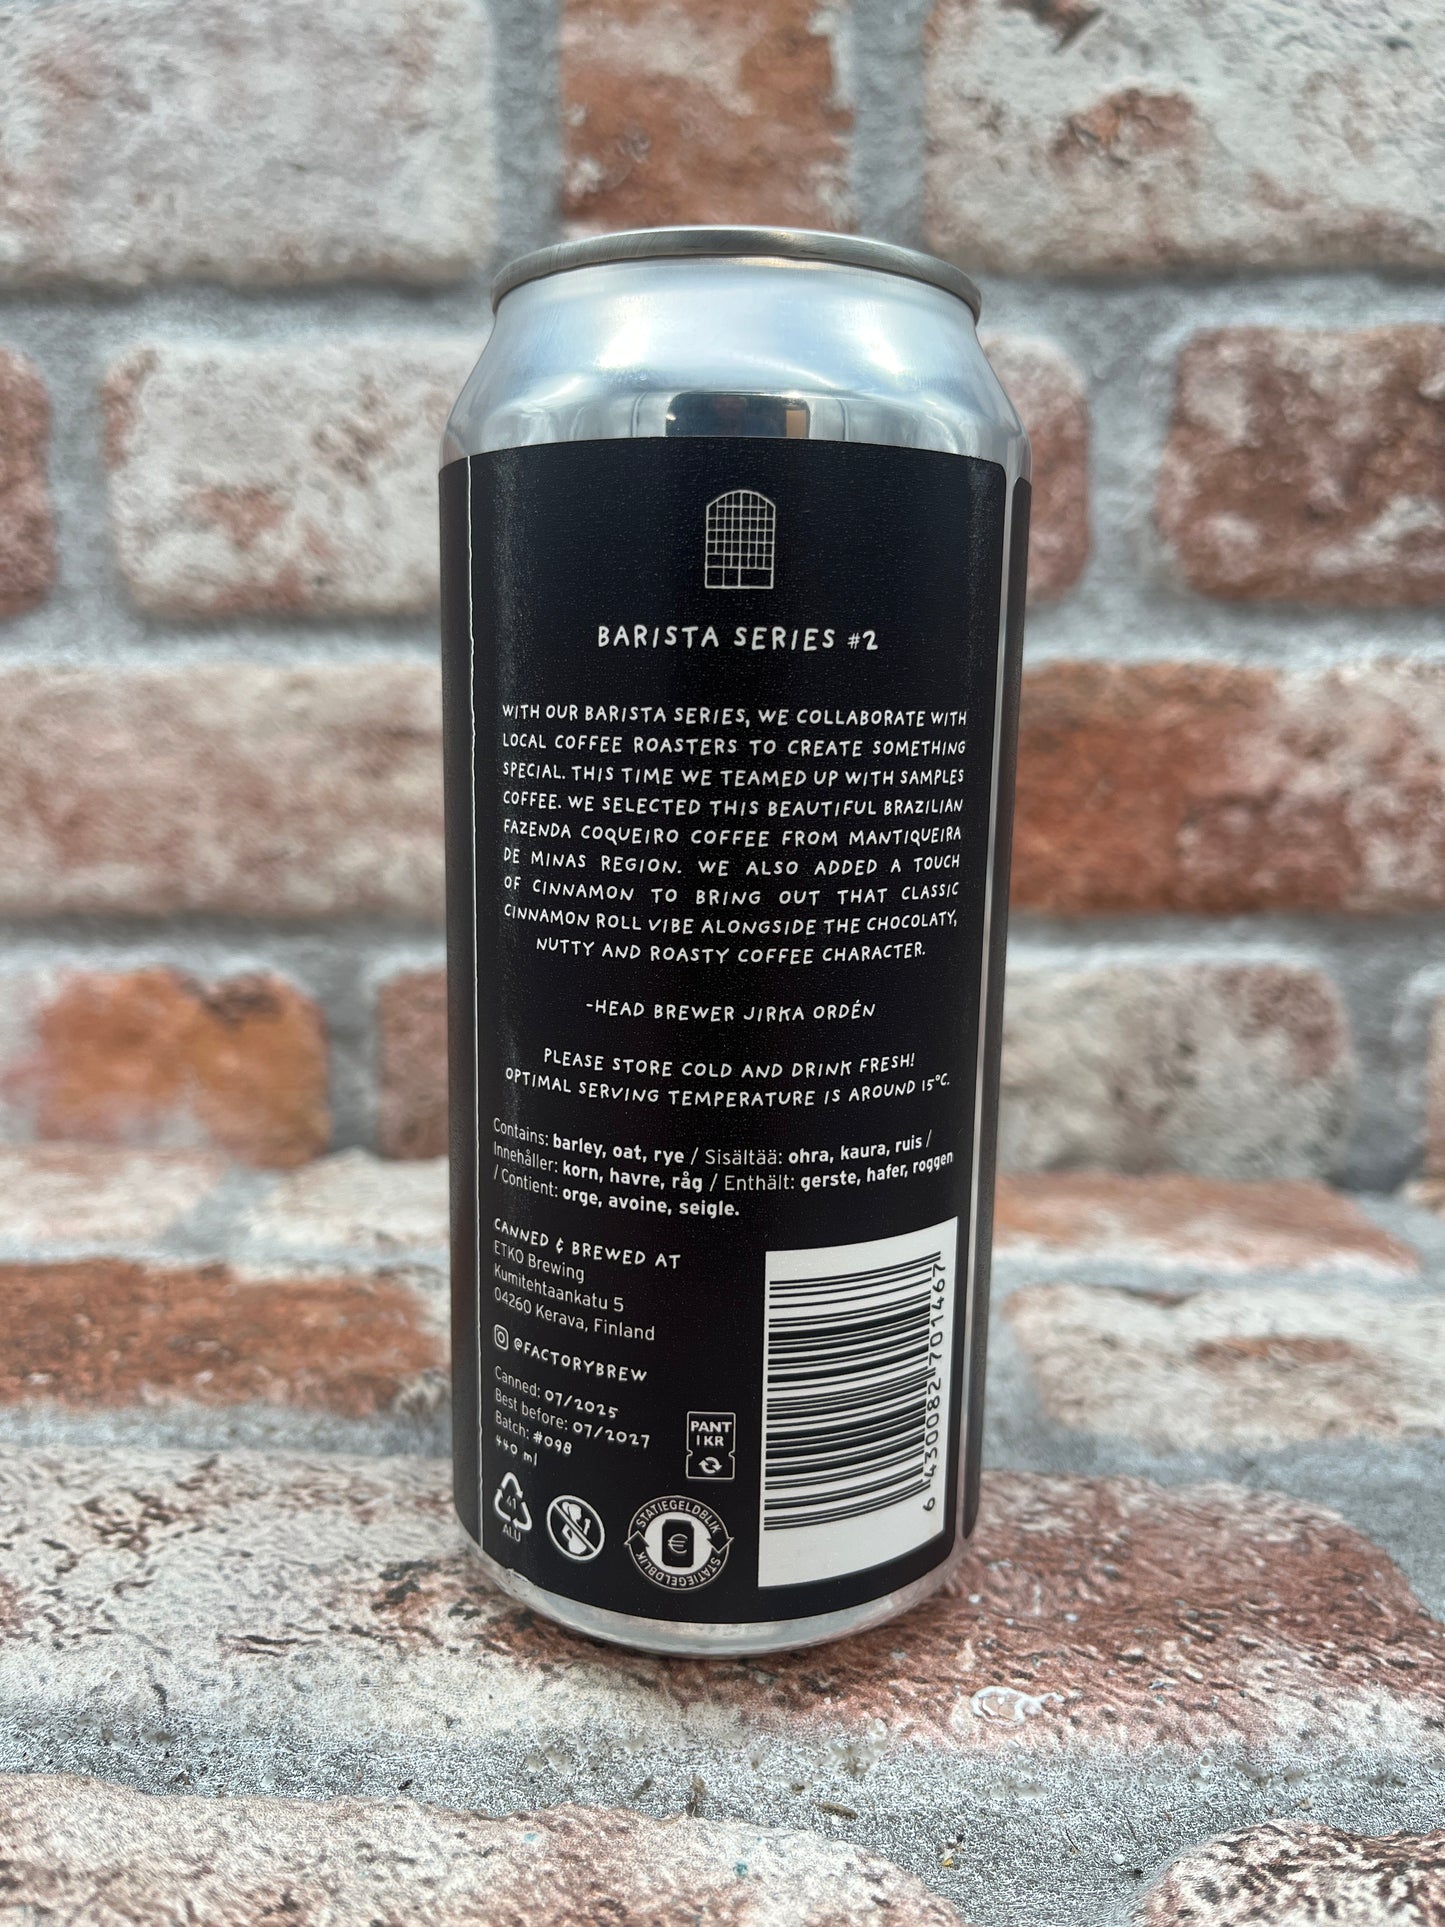 BARISTA SERIES #2
WITH OUR BARISTA SERIES, WE COLLABORATE WITH
LOCAL COFFEE ROASTERS TO CREATE SOMETHING
SPECIAL. THIS TIME WE TEAMED UP WITH SAMPLES
COFFEE. WE SELECTED THIS BEAUTIFUL BRAZILIAN
FAZENDA COQUEIRO COFFEE FROM MANTIQUEIRA
DE MINAS REGION. WE ALSO ADDED A TOUCH
OF CINNAMON TO BRING OUT THAT CLASSIC
CINNAMON ROLL VIBE ALONGSIDE THE CHOCOLATY,
NUTTY AND ROASTY COFFEE CHARACTER.
-HEAD BREWER JIRKA ORDÉN
PLEASE STORE COLD AND DRINK FRESH!
OPTIMAL SERVING TEMPERATURE IS AROUND 15°C.
Contains: barley, oat, rye / Sisältää: ohra, kaura, ruis /
Innehåller: korn, havre, råg / Enthält: gerste, hafer, roggen
/ Contient: orge, avoine, seigle.
CANNED & BREWED AT
ETKO Brewing
Kumitehtaankatu 5
04260 Kerava, Finland
@FACTORYBREW
Canned: 07/2025
Best before: 07/2027
Batch: #098
440 ml
PANT
1 KR
41
ALU
STATIEGELDBLIK
€
STATIEGELDBLIK
STATIEGELDBLIK
6 430082 701467